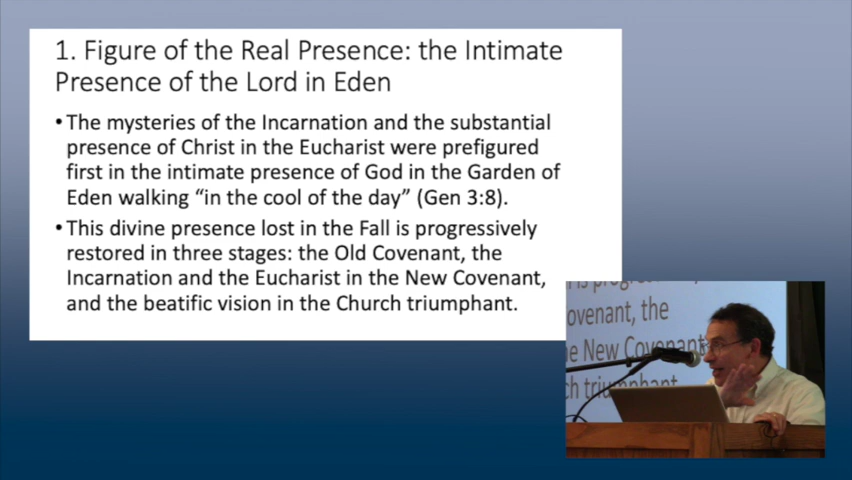 1. Figure of the Real Presence: the Intimate
Presence of the Lord in Eden
•The mysteries of the Incarnation and the substantial
presence of Christ in the Eucharist were prefigured
first in the intimate presence of God in the Garden of
Eden walking “in the cool of the day” (Gen 3:8).
•This divine presence lost in the Fall is progressively
restored in three stages: the Old Covenant, the
Incarnation and the Eucharist in the New Covenant,
and the beatific vision in the Church triumphant.
ovenant, the
e New Covenant
ch triumphant